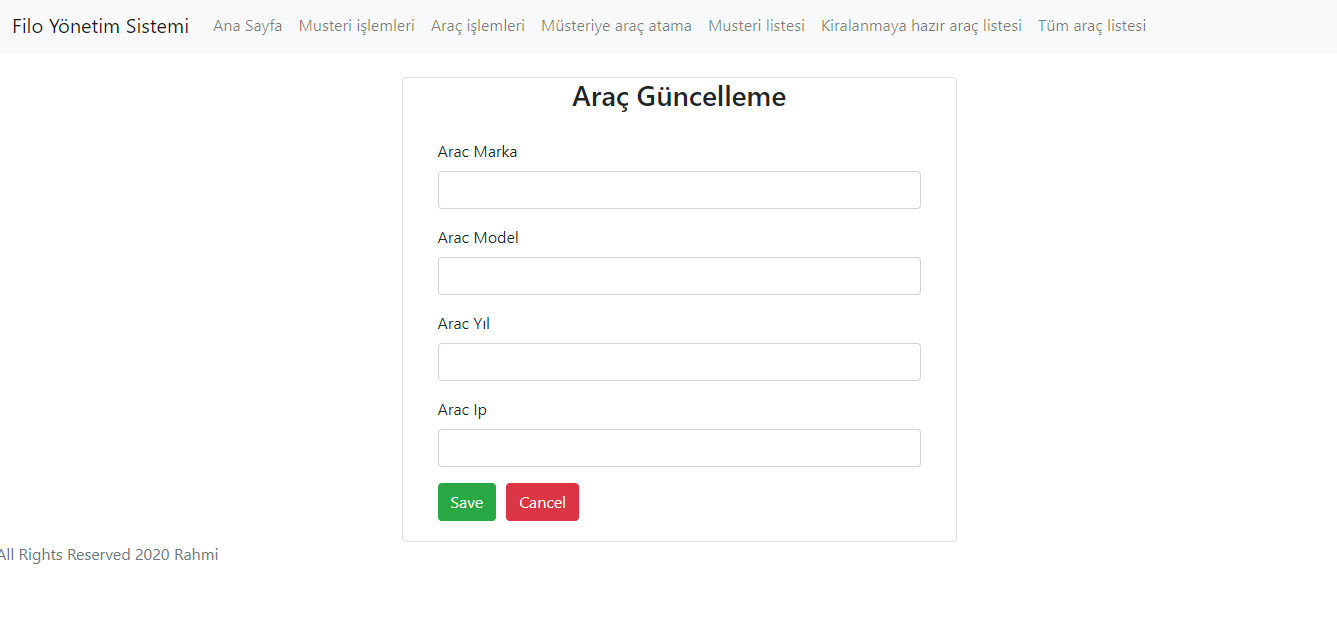 Filo Yönetim Sistemi Ana Sayfa Musteri işlemleri Araç işlemleri Müsteriye araç atama Musteri listesi Kiralanmaya hazır araç listesi Tüm araç listesi
Araç Güncelleme
Arac Marka
Arac Model
Arac Yıl
Arac Ip
Save Cancel
All Rights Reserved 2020 Rahmi